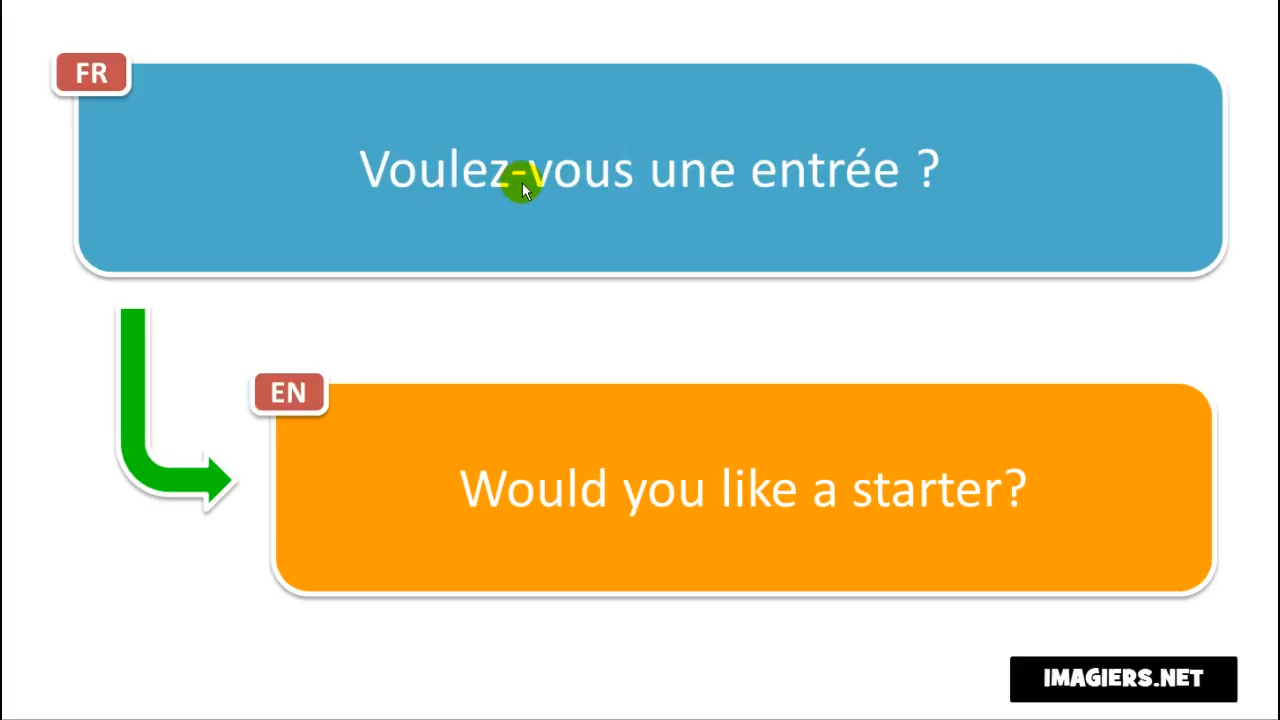 FR
Voulez-vous une entrée ?
EN
Would you like a starter?
IMAGIERS.NET